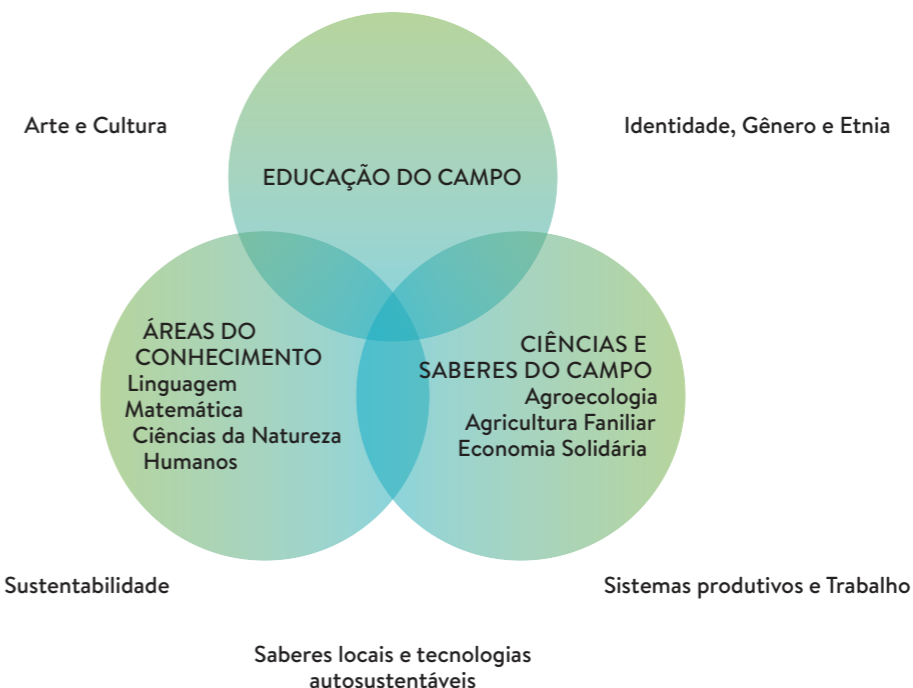 Arte e Cultura
Identidade, Gênero e Etnia
EDUCAÇÃO DO CAMPO
ÁREAS DO
CONHECIMENTO
Linguagem
Matemática
Ciências da Natureza
Humanos
CIÊNCIAS E
SABERES DO CAMPO
Agroecologia
Agricultura Faniliar
Economia Solidária
Sustentabilidade
Sistemas produtivos e Trabalho
Saberes locais e tecnologias
autosustentáveis